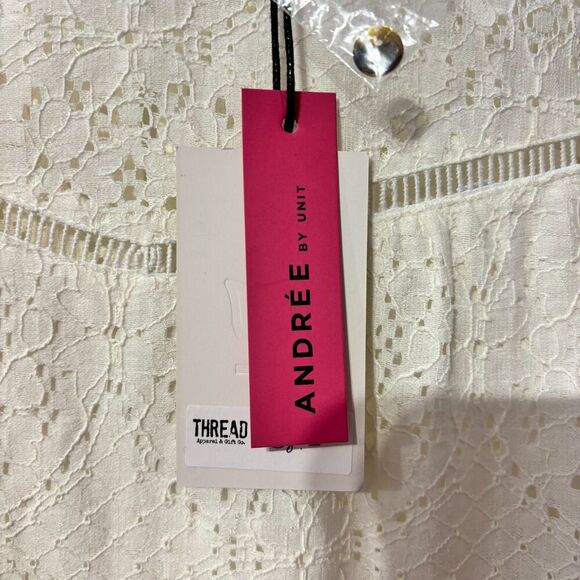 ANDRÉE BY UNIT
THREAD
Apparel & Gift Co.